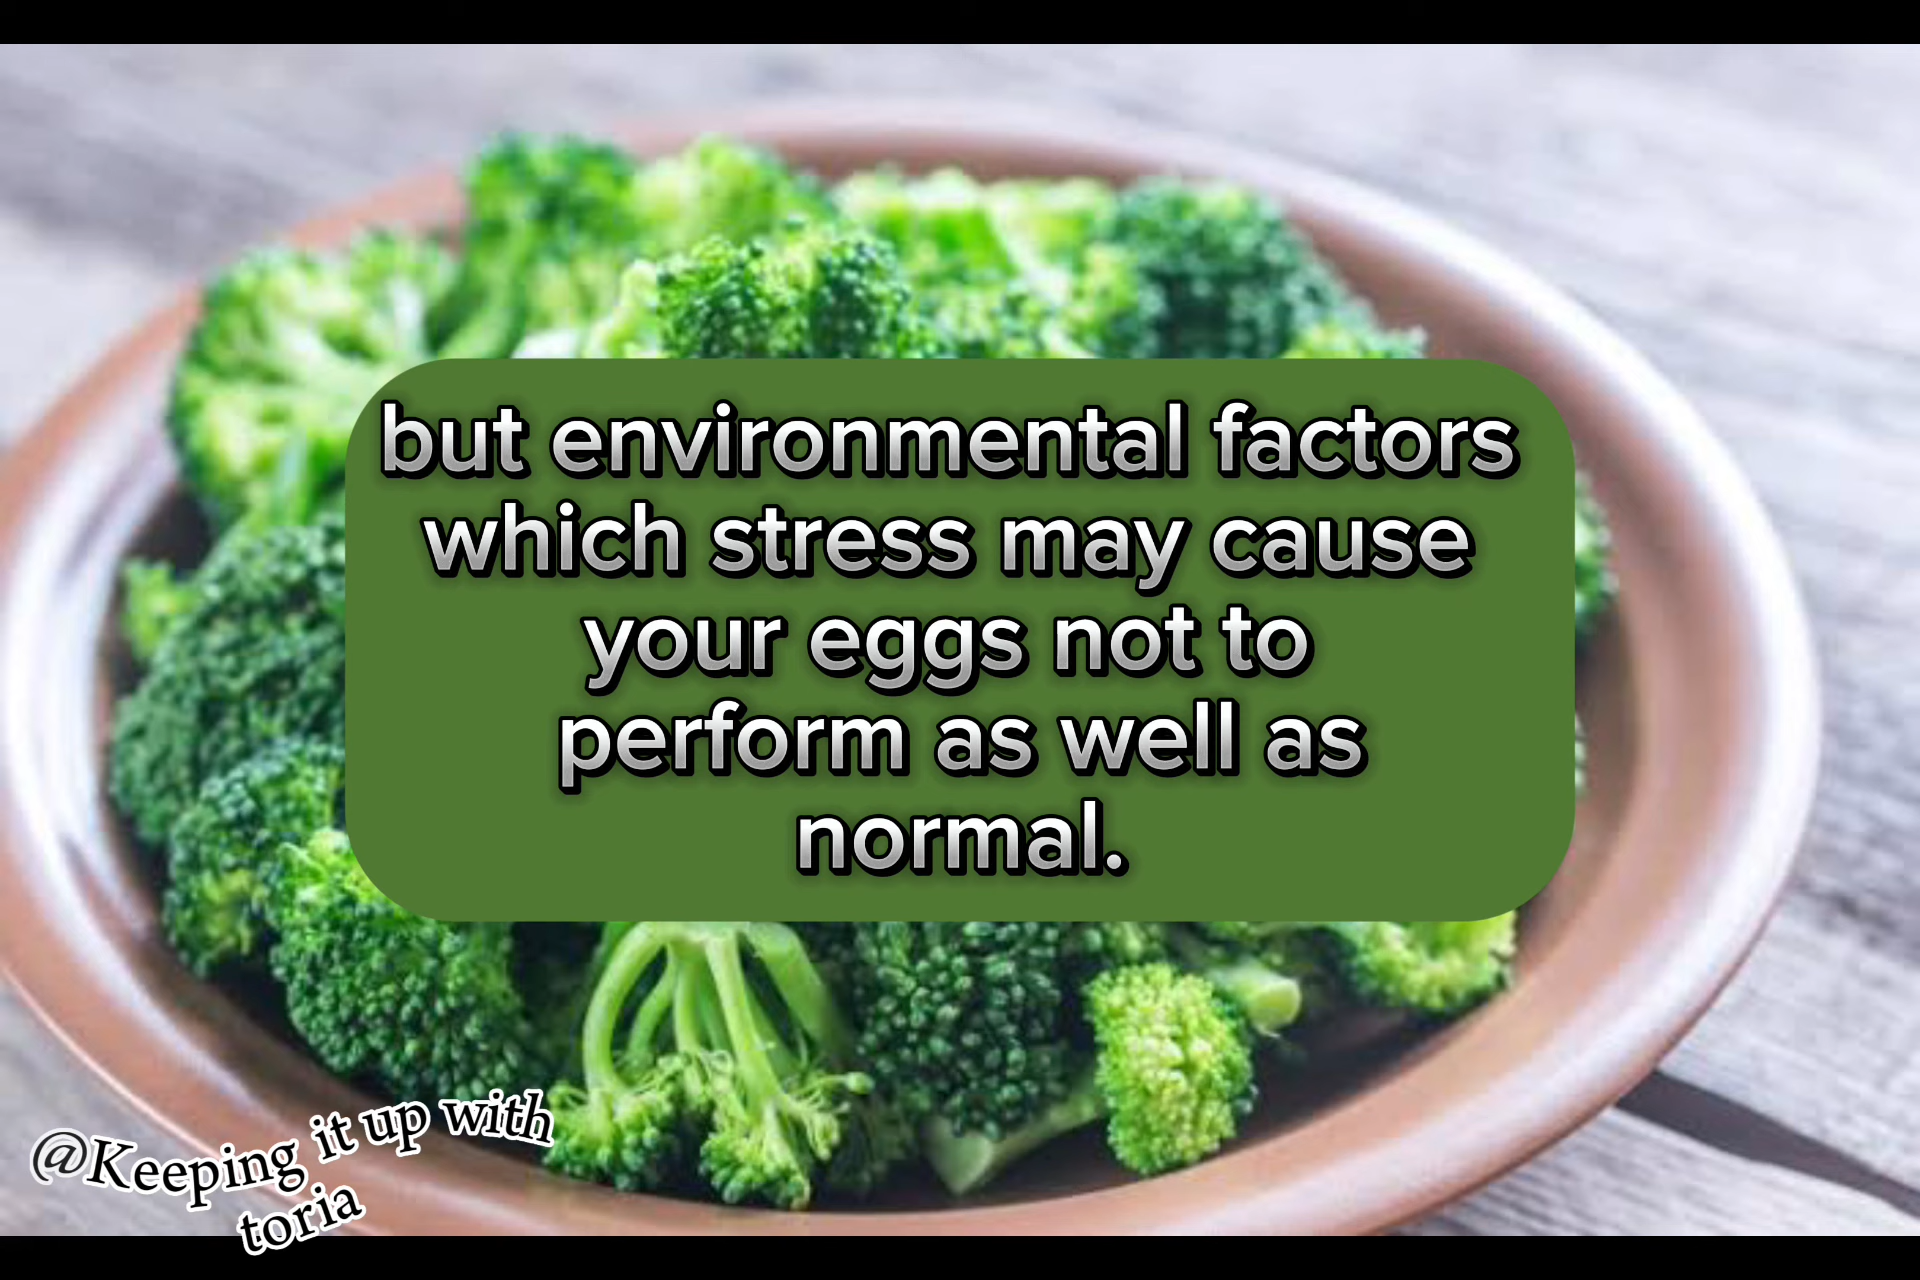 but environmental factors
which stress may cause
your eggs not to
perform as well as
normal.
@Keeping it up with
toria